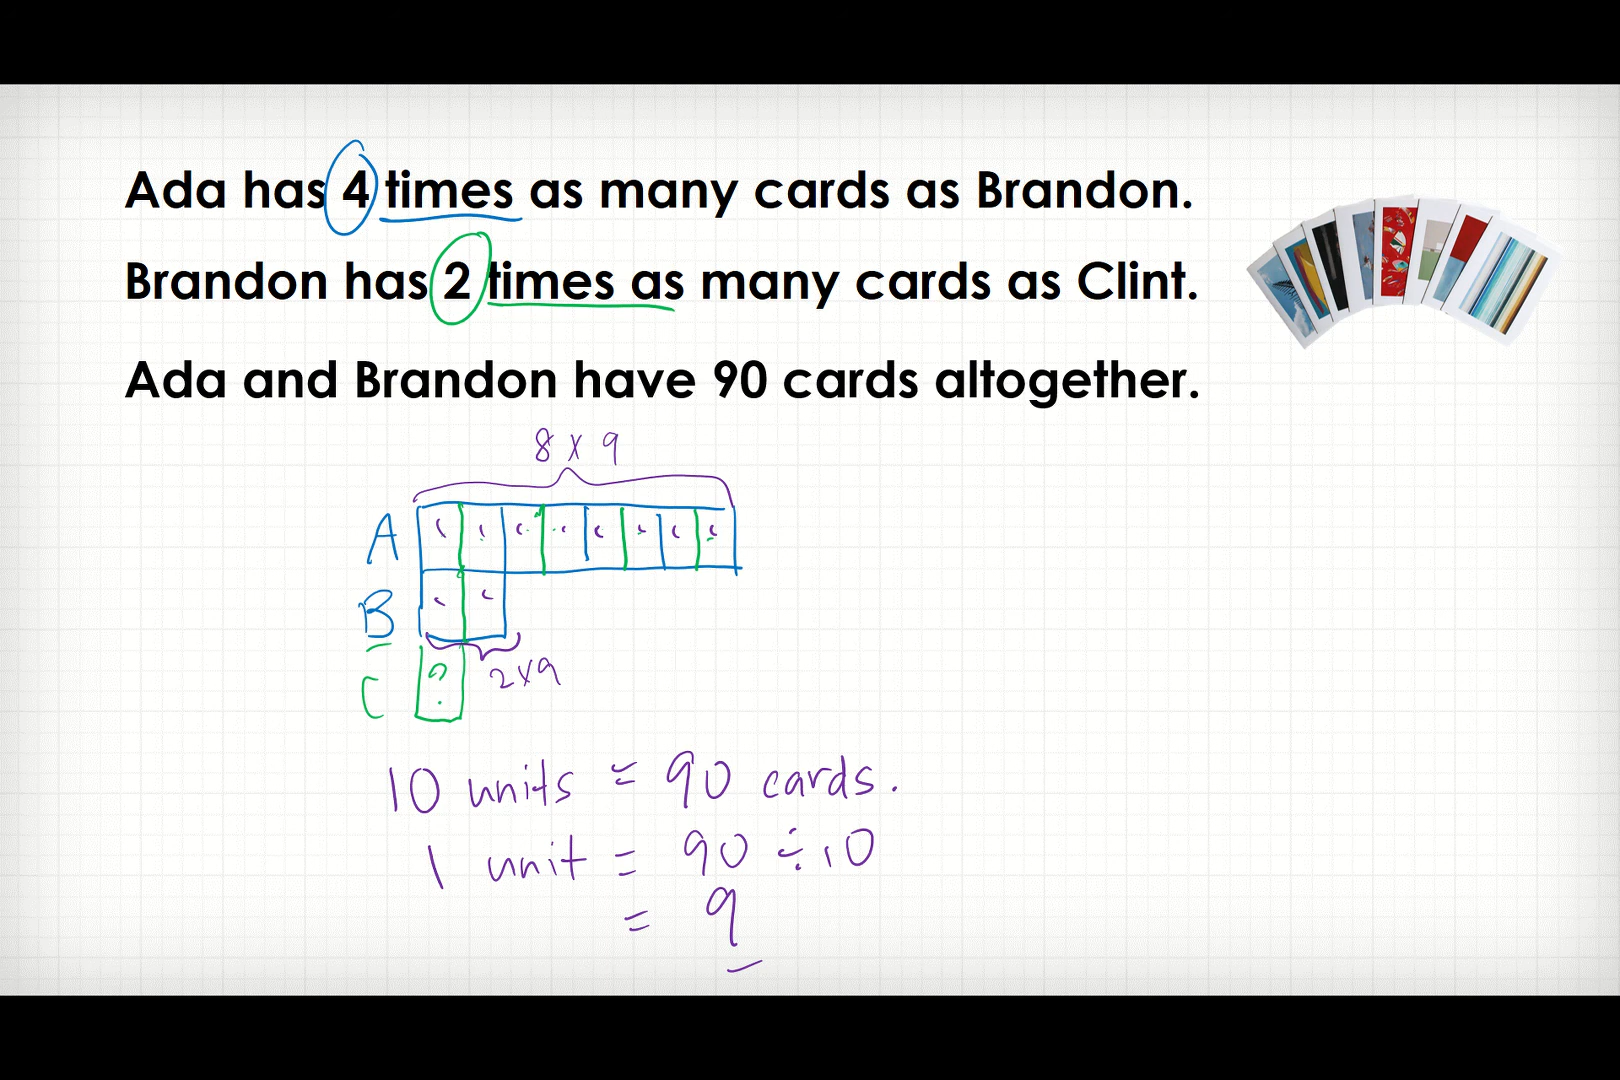 Ada has 4 times as many cards as Brandon.
Brandon has 2 times as many cards as Clint.
Ada and Brandon have 90 cards altogether.
8 x 9
A
B
C ? 2x9
10 units = 90 cards.
1 unit = 90 ÷ 10
= 9